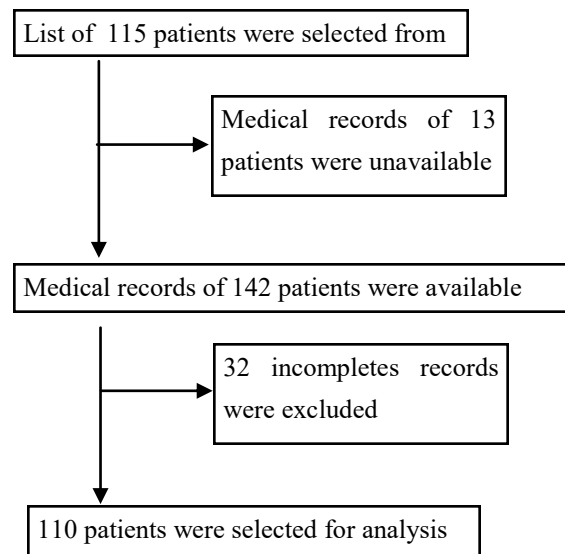 List of 115 patients were selected from
Medical records of 13
patients were unavailable
Medical records of 142 patients were available
32 incompletes records
were excluded
110 patients were selected for analysis